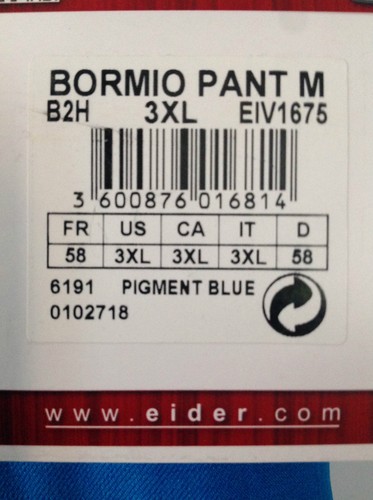 BORMIO PANT M
B2H 3XL EIV1675
3 600876 016814
FR US CA IT D
58 3XL 3XL 3XL 58
6191 PIGMENT BLUE
0102718
www.eider.com